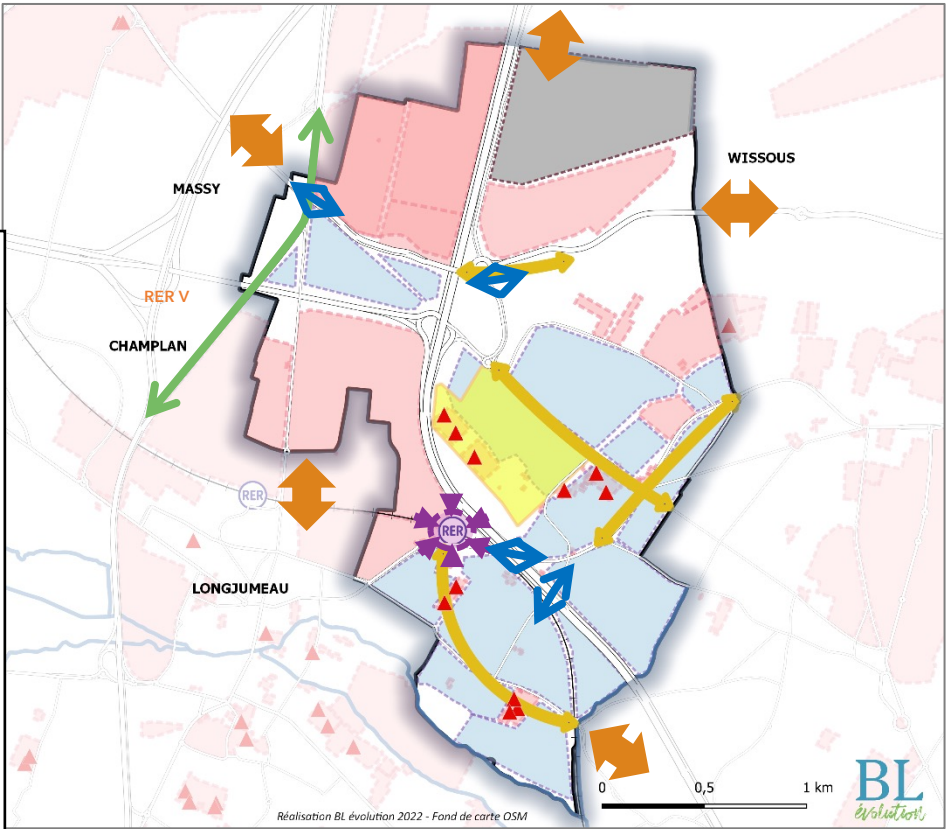 WISSOUS
MASSY
RER V
CHAMPLAN
RER
RER
LONGJUMEAU
0 0,5 1 km
BL
évolution
Réalisation BL évolution 2022 - Fond de carte OSM